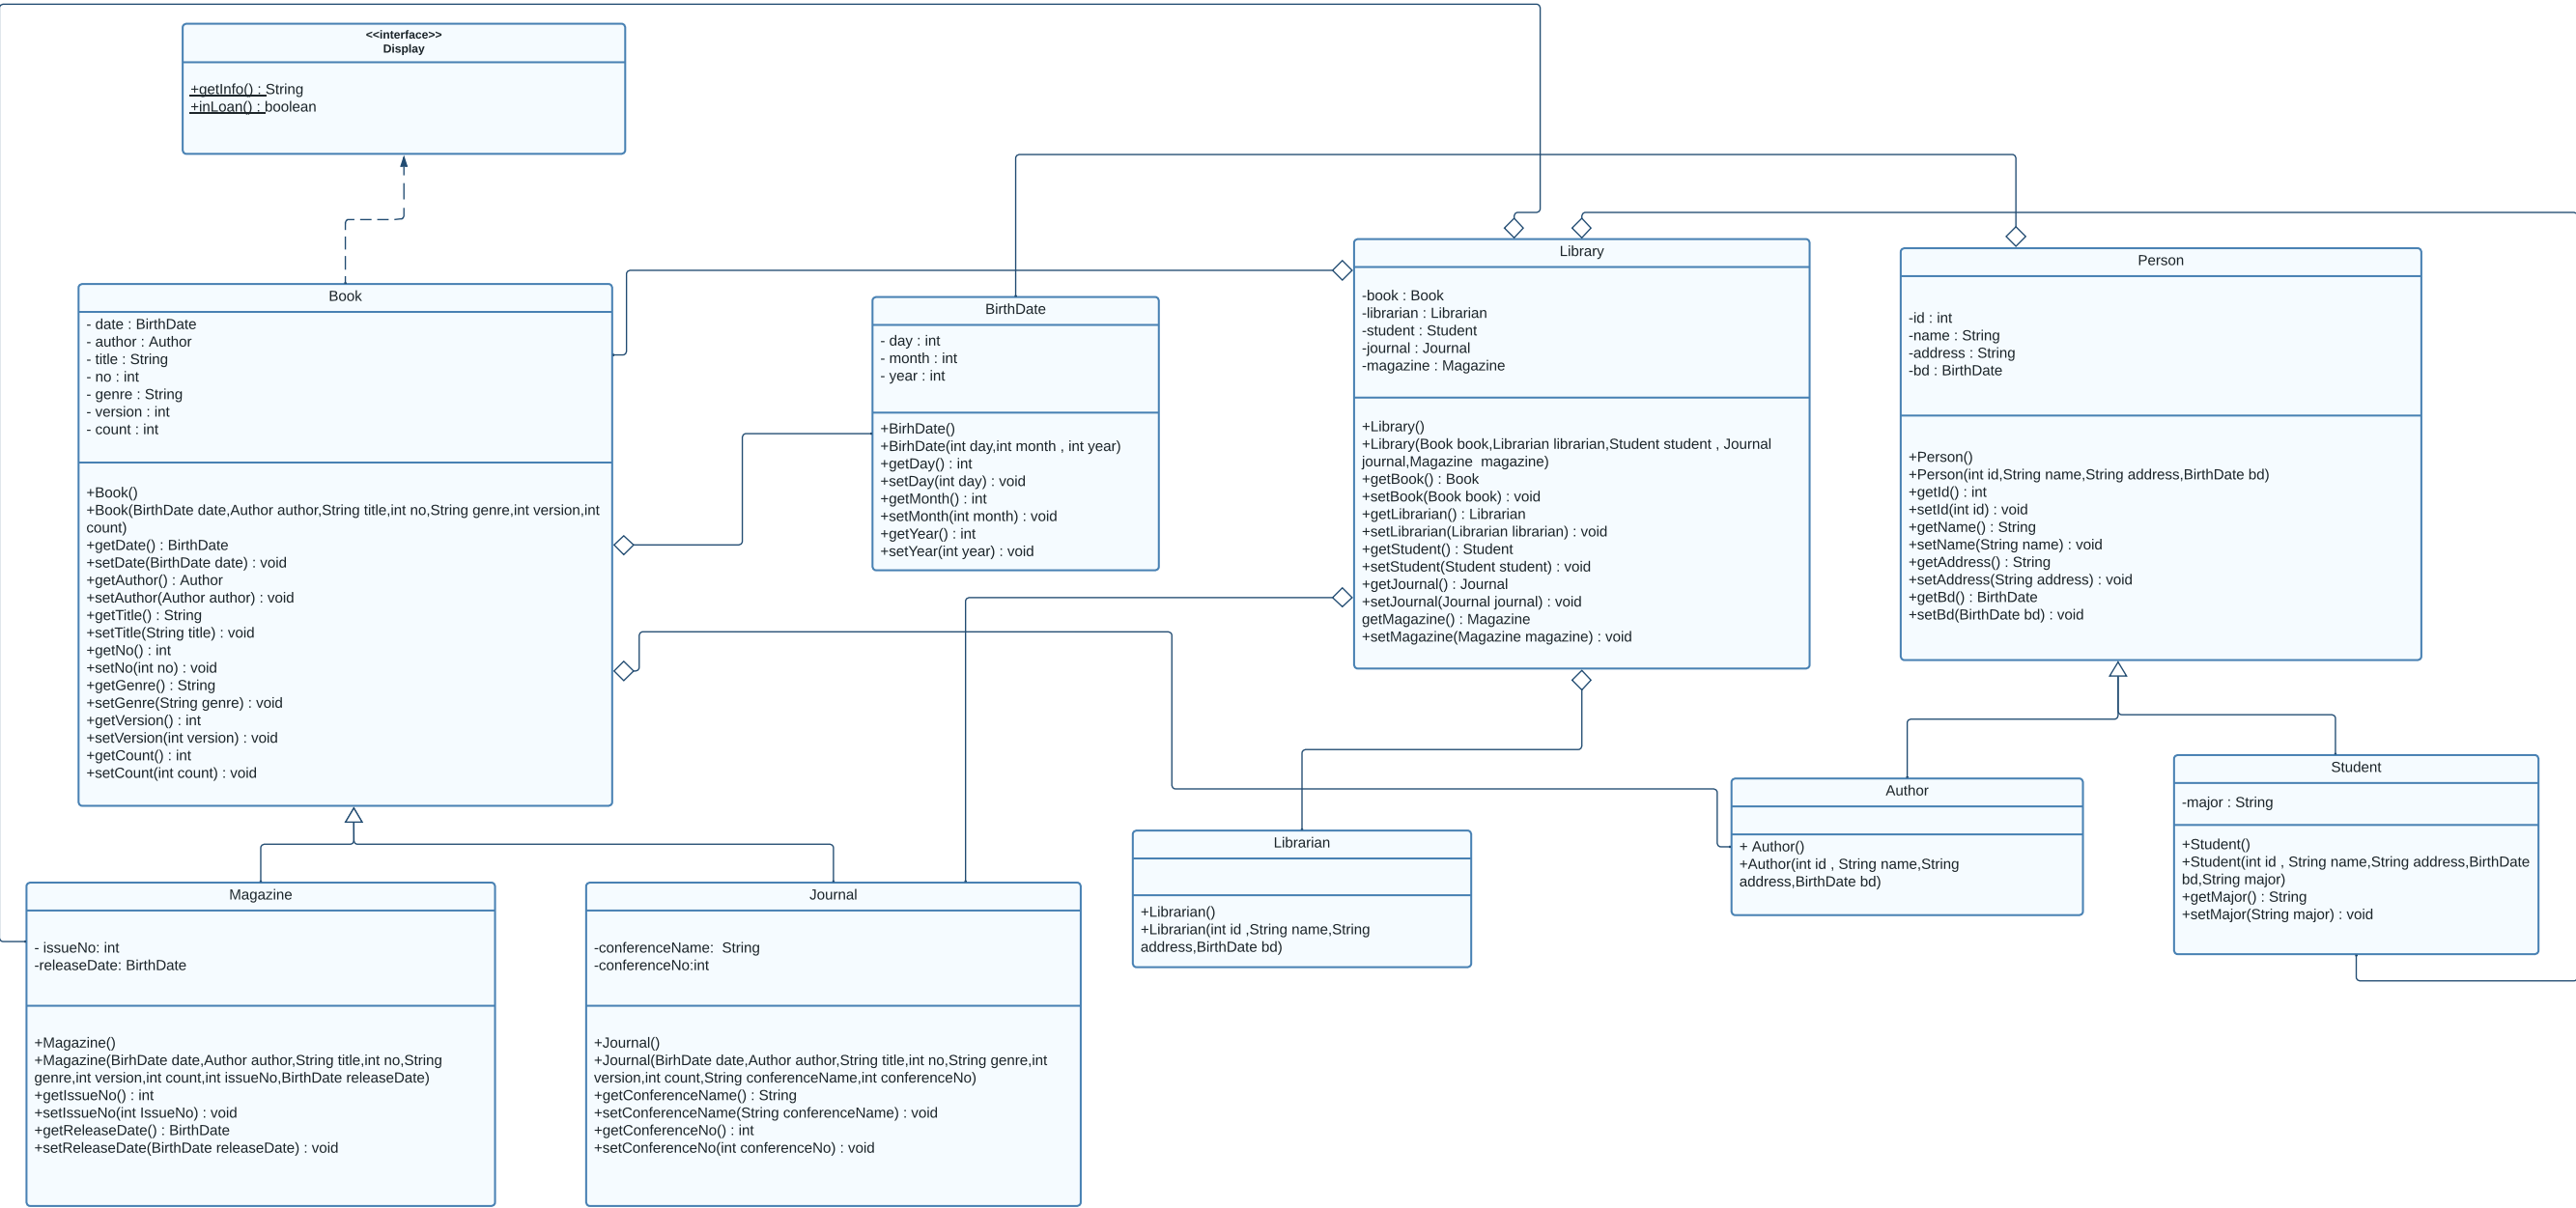 <<interface>>
Display
+getInfo() : String
+inLoan() : boolean
Book
- date : BirthDate
- author : Author
- title : String
- no : int
- genre : String
- version : int
- count : int
+Book()
+Book(BirthDate date,Author author,String title,int no,String genre,int version,int
count)
+getDate() : BirthDate
+setDate(BirthDate date) : void
+getAuthor() : Author
+setAuthor(Author author) : void
+getTitle() : String
+setTitle(String title) : void
+getNo() : int
+setNo(int no) : void
+getGenre() : String
+setGenre(String genre) : void
+getVersion() : int
+setVersion(int version) : void
+getCount() : int
+setCount(int count) : void
BirthDate
- day : int
- month : int
- year : int
+BirhDate()
+BirhDate(int day,int month , int year)
+getDay() : int
+setDay(int day) : void
+getMonth() : int
+setMonth(int month) : void
+getYear() : int
+setYear(int year) : void
Library
-book : Book
-librarian : Librarian
-student : Student
-journal : Journal
-magazine : Magazine
+Library()
+Library(Book book,Librarian librarian,Student student , Journal
journal,Magazine  magazine)
+getBook() : Book
+setBook(Book book) : void
+getLibrarian() : Librarian
+setLibrarian(Librarian librarian) : void
+getStudent() : Student
+setStudent(Student student) : void
+getJournal() : Journal
+setJournal(Journal journal) : void
getMagazine() : Magazine
+setMagazine(Magazine magazine) : void
Person
-id : int
-name : String
-address : String
-bd : BirthDate
+Person()
+Person(int id,String name,String address,BirthDate bd)
+getId() : int
+setId(int id) : void
+getName() : String
+setName(String name) : void
+getAddress() : String
+setAddress(String address) : void
+getBd() : BirthDate
+setBd(BirthDate bd) : void
Magazine
- issueNo: int
-releaseDate: BirthDate
+Magazine()
+Magazine(BirhDate date,Author author,String title,int no,String
genre,int version,int count,int issueNo,BirthDate releaseDate)
+getIssueNo() : int
+setIssueNo(int IssueNo) : void
+getReleaseDate() : BirthDate
+setReleaseDate(BirthDate releaseDate) : void
Journal
-conferenceName:  String
-conferenceNo:int
+Journal()
+Journal(BirhDate date,Author author,String title,int no,String genre,int
version,int count,String conferenceName,int conferenceNo)
+getConferenceName() : String
+setConferenceName(String conferenceName) : void
+getConferenceNo() : int
+setConferenceNo(int conferenceNo) : void
Librarian
+Librarian()
+Librarian(int id ,String name,String
address,BirthDate bd)
Author
+ Author()
+Author(int id , String name,String
address,BirthDate bd)
Student
-major : String
+Student()
+Student(int id , String name,String address,BirthDate
bd,String major)
+getMajor() : String
+setMajor(String major) : void